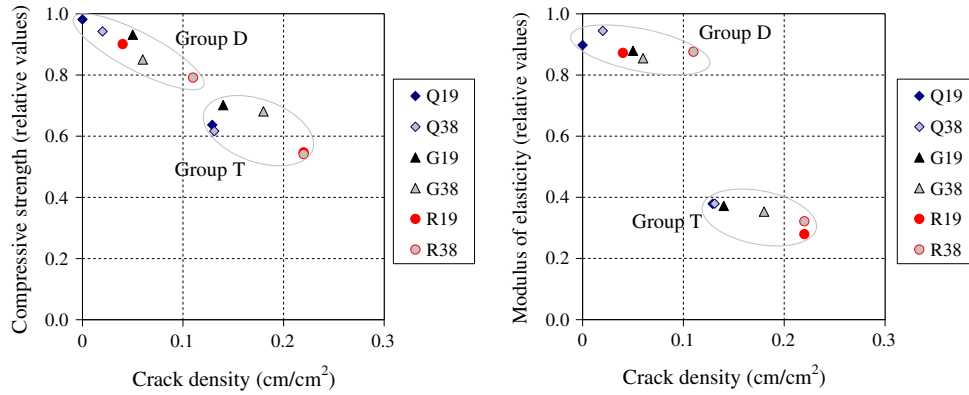 Compressive strength (relative values)
1.0
0.8
0.6
0.4
0.2
0.0
0
0.1
0.2
0.3
Crack density (cm/cm²)
Group D
Group T
Q19
Q38
G19
G38
R19
R38
Modulus of elasticity (relative values)
1.0
0.8
0.6
0.4
0.2
0.0
0
0.1
0.2
0.3
Crack density (cm/cm²)
Group D
Group T
Q19
Q38
G19
G38
R19
R38